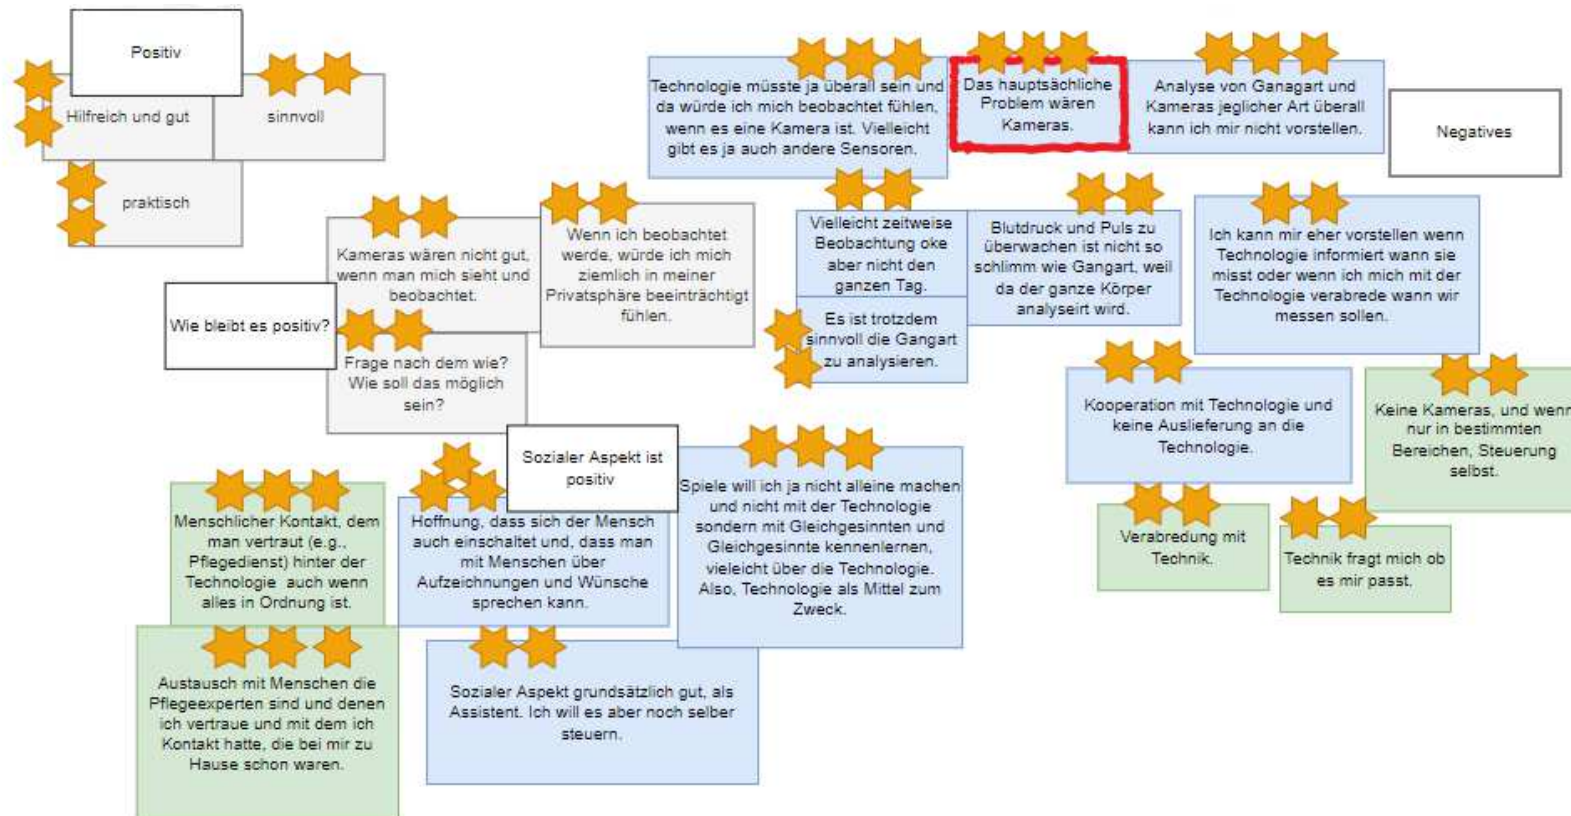 Positiv
Hilfreich und gut
sinnvoll
praktisch
Technologie müsste ja überall sein und
da würde ich mich beobachtet fühlen,
wenn es eine Kamera ist. Vielleicht
gibt es ja auch andere Sensoren.
Das hauptsächliche
Problem wären
Kameras.
Analyse von Ganagart und
Kameras jeglicher Art überall
kann ich mir nicht vorstellen.
Negatives
Kameras wären nicht gut,
wenn man mich sieht und
beobachtet.
Wenn ich beobachtet
werde, würde ich mich
ziemlich in meiner
Privatsphäre beeinträchtigt
fühlen.
Vielleicht zeitweise
Beobachtung oke
aber nicht den
ganzen Tag.
Blutdruck und Puls zu
überwachen ist nicht so
schlimm wie Gangart, weil
da der ganze Körper
analyseirt wird.
Ich kann mir eher vorstellen wenn
Technologie informiert wann sie
misst oder wenn ich mich mit der
Technologie verabrede wann wir
messen sollen.
Wie bleibt es positiv?
Frage nach dem wie?
Wie soll das möglich
sein?
Es ist trotzdem
sinnvoll die Gangart
zu analysieren.
Kooperation mit Technologie und
keine Auslieferung an die
Technologie.
Keine Kameras, und wenn
nur in bestimmten
Bereichen, Steuerung
selbst.
Sozialer Aspekt ist
positiv
Menschlicher Kontakt, dem
man vertraut (e.g.,
Pflegedienst) hinter der
Technologie auch wenn
alles in Ordnung ist.
Hoffnung, dass sich der Mensch
auch einschaltet und, dass man
mit Menschen über
Aufzeichnungen und Wünsche
sprechen kann.
Spiele will ich ja nicht alleine machen
und nicht mit der Technologie
sondern mit Gleichgesinnten und
Gleichgesinnte kennenlernen,
vieleicht über die Technologie.
Also, Technologie als Mittel zum
Zweck.
Verabredung mit
Technik.
Technik fragt mich ob
es mir passt.
Austausch mit Menschen die
Pflegeexperten sind und denen
ich vertraue und mit dem ich
Kontakt hatte, die bei mir zu
Hause schon waren.
Sozialer Aspekt grundsätzlich gut, als
Assistent. Ich will es aber noch selber
steuern.